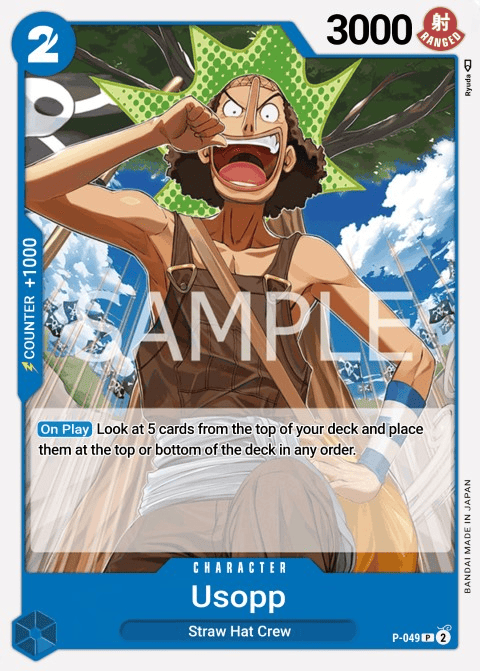 2
3000
射
RANGED
Ryuda
COUNTER +1000
SAMPLE
On Play Look at 5 cards from the top of your deck and place
them at the top or bottom of the deck in any order.
BANDAI MADE IN JAPAN
CHARACTER
Usopp
Straw Hat Crew
P-049 P 2